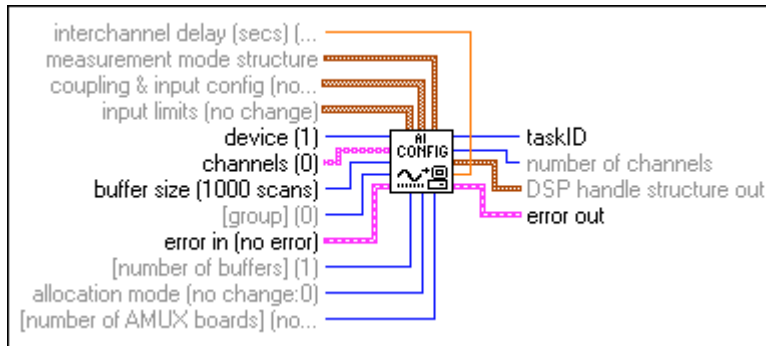 interchannel delay (secs) (...
measurement mode structure
coupling & input config (no...
input limits (no change)
device (1)
channels (0)
buffer size (1000 scans)
[group] (0)
error in (no error)
[number of buffers] (1)
allocation mode (no change:0)
[number of AMUX boards] (no...
AI
CONFIG
taskID
number of channels
DSP handle structure out
error out